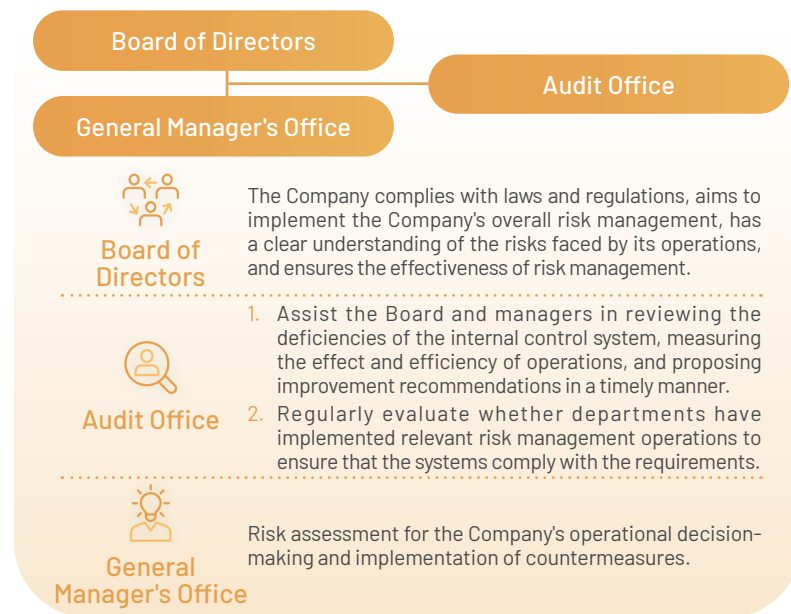 Board of Directors
Audit Office
General Manager's Office
Board of
Directors
The Company complies with laws and regulations, aims to
implement the Company's overall risk management, has
a clear understanding of the risks faced by its operations,
and ensures the effectiveness of risk management.
Audit Office
1. Assist the Board and managers in reviewing the
deficiencies of the internal control system, measuring
the effect and efficiency of operations, and proposing
improvement recommendations in a timely manner.
2. Regularly evaluate whether departments have
implemented relevant risk management operations to
ensure that the systems comply with the requirements.
General
Manager's Office
Risk assessment for the Company's operational decision-
making and implementation of countermeasures.